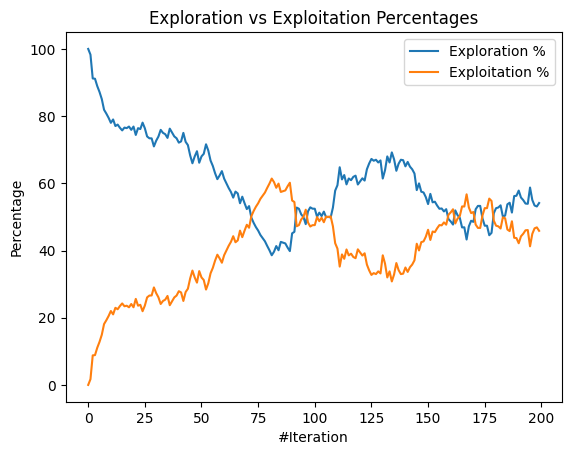 Exploration vs Exploitation Percentages
Exploration %
Exploitation %
Percentage
100
80
60
40
20
0
0 25 50 75 100 125 150 175 200
#Iteration